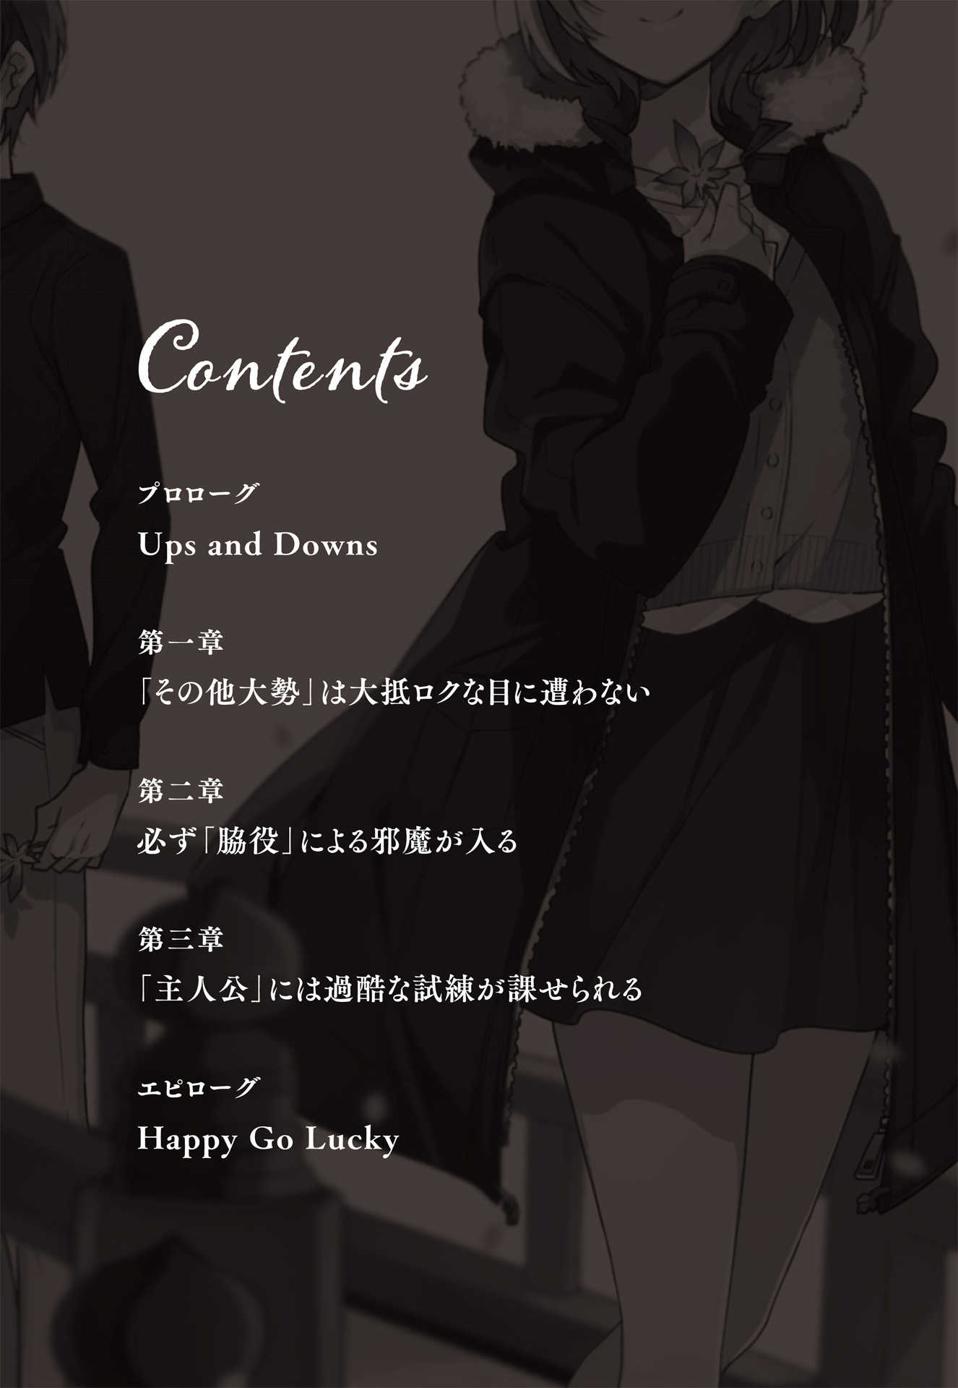 Contents
プロローグ
Ups and Downs
第一章
「その他大勢」は大抵ロクな目に遭わない
第二章
必ず「脇役」による邪魔が入る
第三章
「主人公」には過酷な試練が課せられる
エピローグ
Happy Go Lucky